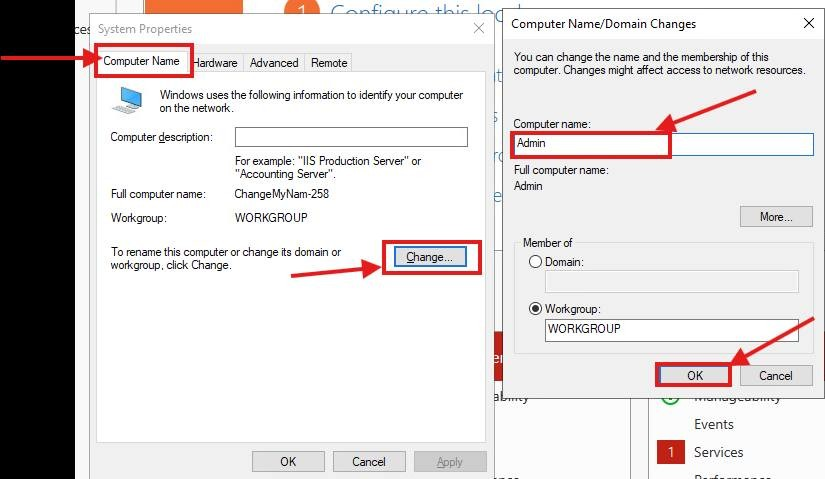 1 Configure this loca
System Properties
Computer Name
Hardware
Advanced
Remote
Windows uses the following information to identify your computer
on the network.
Computer description:
For example: "IIS Production Server" or
"Accounting Server".
Full computer name:
ChangeMyNam-258
Workgroup:
WORKGROUP
To rename this computer or change its domain or
workgroup, click Change.
Change...
OK
Cancel
Apply
Computer Name/Domain Changes
You can change the name and the membership of this
computer. Changes might affect access to network resources.
Computer name:
Admin
Full computer name:
Admin
More...
Member of
Domain:
Workgroup:
WORKGROUP
OK
Cancel
Manageability
Events
1 Services
Performance